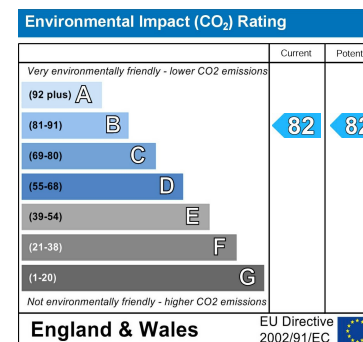 Environmental Impact (CO₂) Rating
Current
Very environmentally friendly - lower CO2 emissions
(92 plus) A
(81-91) B
82
(69-80) C
(55-68) D
(39-54) E
(21-38) F
(1-20) G
Not environmentally friendly - higher CO2 emissions
England & Wales
EU Directive
2002/91/EC